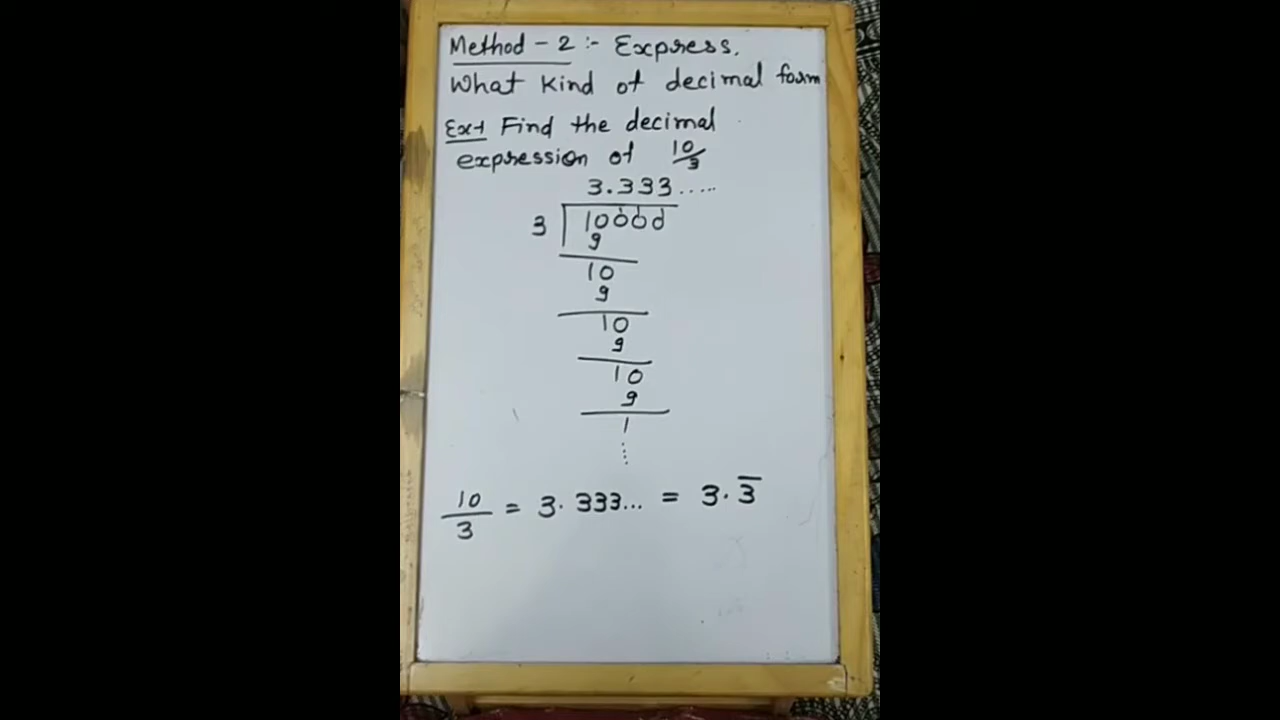 Method - 2 :- Express.
What kind of decimal form
Ex-1 Find the decimal
expression of 10/3
3.333.....
3 10000
9
10
9
10
9
10
9
1
10/3 = 3.333... = 3.3̅